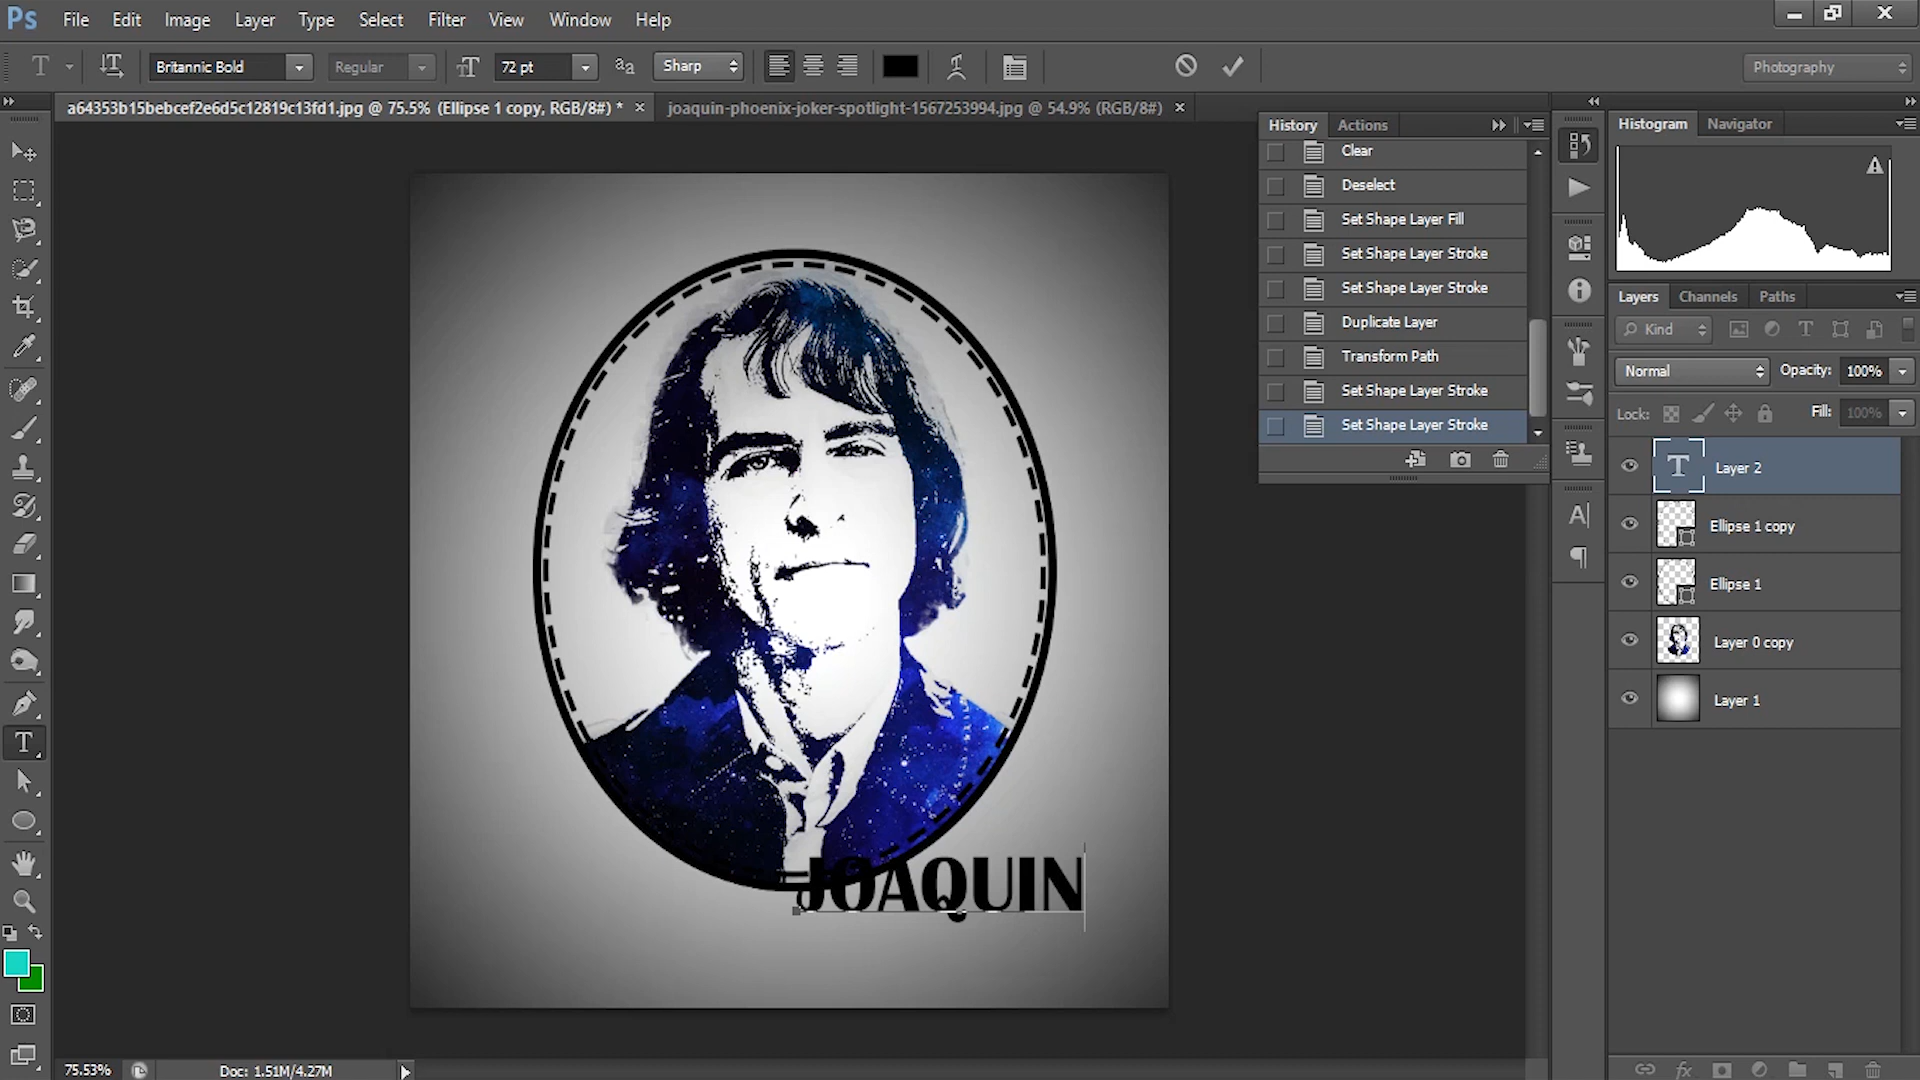 Ps File Edit Image Layer Type Select Filter View Window Help
T Britannic Bold Regular 72 pt Sharp Photography
a64353b15bebcef2e6d5c12819c13fd1.jpg @ 75.5% (Ellipse 1 copy, RGB/8#) * × joaquin-phoenix-joker-spotlight-1567253994.jpg @ 54.9% (RGB/8#) ×
History Actions
Clear
Deselect
Set Shape Layer Fill
Set Shape Layer Stroke
Set Shape Layer Stroke
Duplicate Layer
Transform Path
Set Shape Layer Stroke
Set Shape Layer Stroke
Histogram Navigator
Layers Channels Paths
Kind
Normal Opacity: 100%
Lock: Fill: 100%
Layer 2
Ellipse 1 copy
Ellipse 1
Layer 0 copy
Layer 1
JOAQUIN
75.53% Doc: 1.51M/4.27M